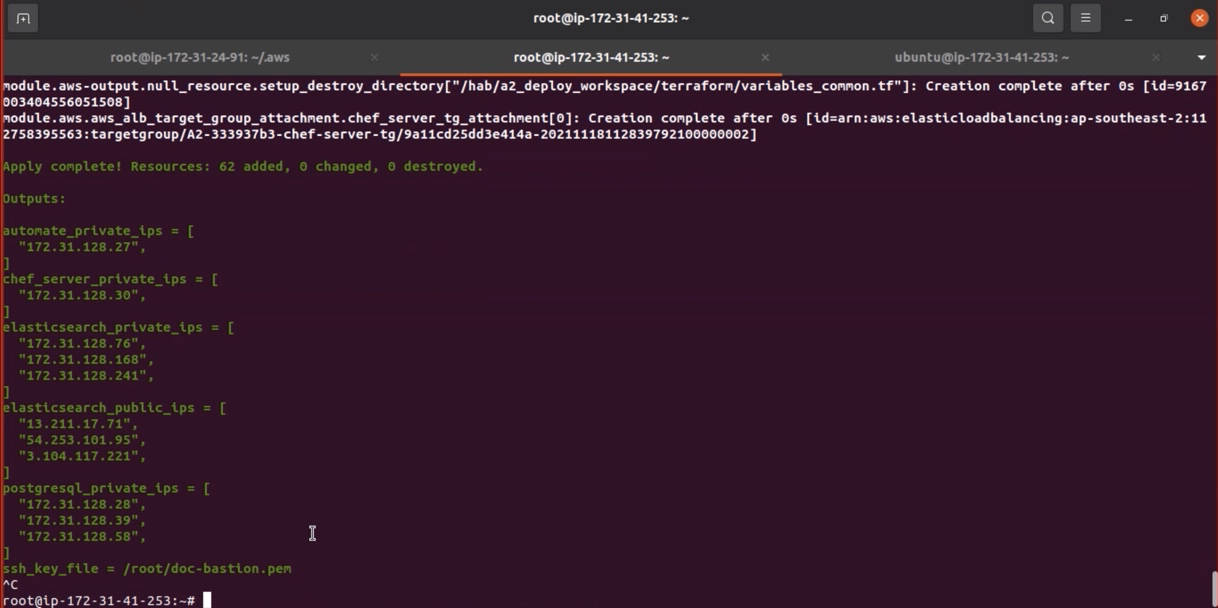 root@ip-172-31-41-253: ~
root@ip-172-31-24-91: ~/.aws
root@ip-172-31-41-253: ~
ubuntu@ip-172-31-41-253: ~
module.aws-output.null_resource.setup_destroy_directory["/hab/a2_deploy_workspace/terraform/variables_common.tf"]: Creation complete after 0s [id=9167
003404556051508]
module.aws.aws_alb_target_group_attachment.chef_server_tg_attachment[0]: Creation complete after 0s [id=arn:aws:elasticloadbalancing:ap-southeast-2:11
2758395563:targetgroup/A2-333937b3-chef-server-tg/9a11cd25dd3e414a-20211118112839792100000002]
Apply complete! Resources: 62 added, 0 changed, 0 destroyed.
Outputs:
automate_private_ips = [
"172.31.128.27",
]
chef_server_private_ips = [
"172.31.128.30",
]
elasticsearch_private_ips = [
"172.31.128.76",
"172.31.128.168",
"172.31.128.241",
]
elasticsearch_public_ips = [
"13.211.17.71",
"54.253.101.95",
"3.104.117.221",
]
postgresql_private_ips = [
"172.31.128.28",
"172.31.128.39",
"172.31.128.58",
]
ssh_key_file = /root/doc-bastion.pem
^C
root@ip-172-31-41-253:~#